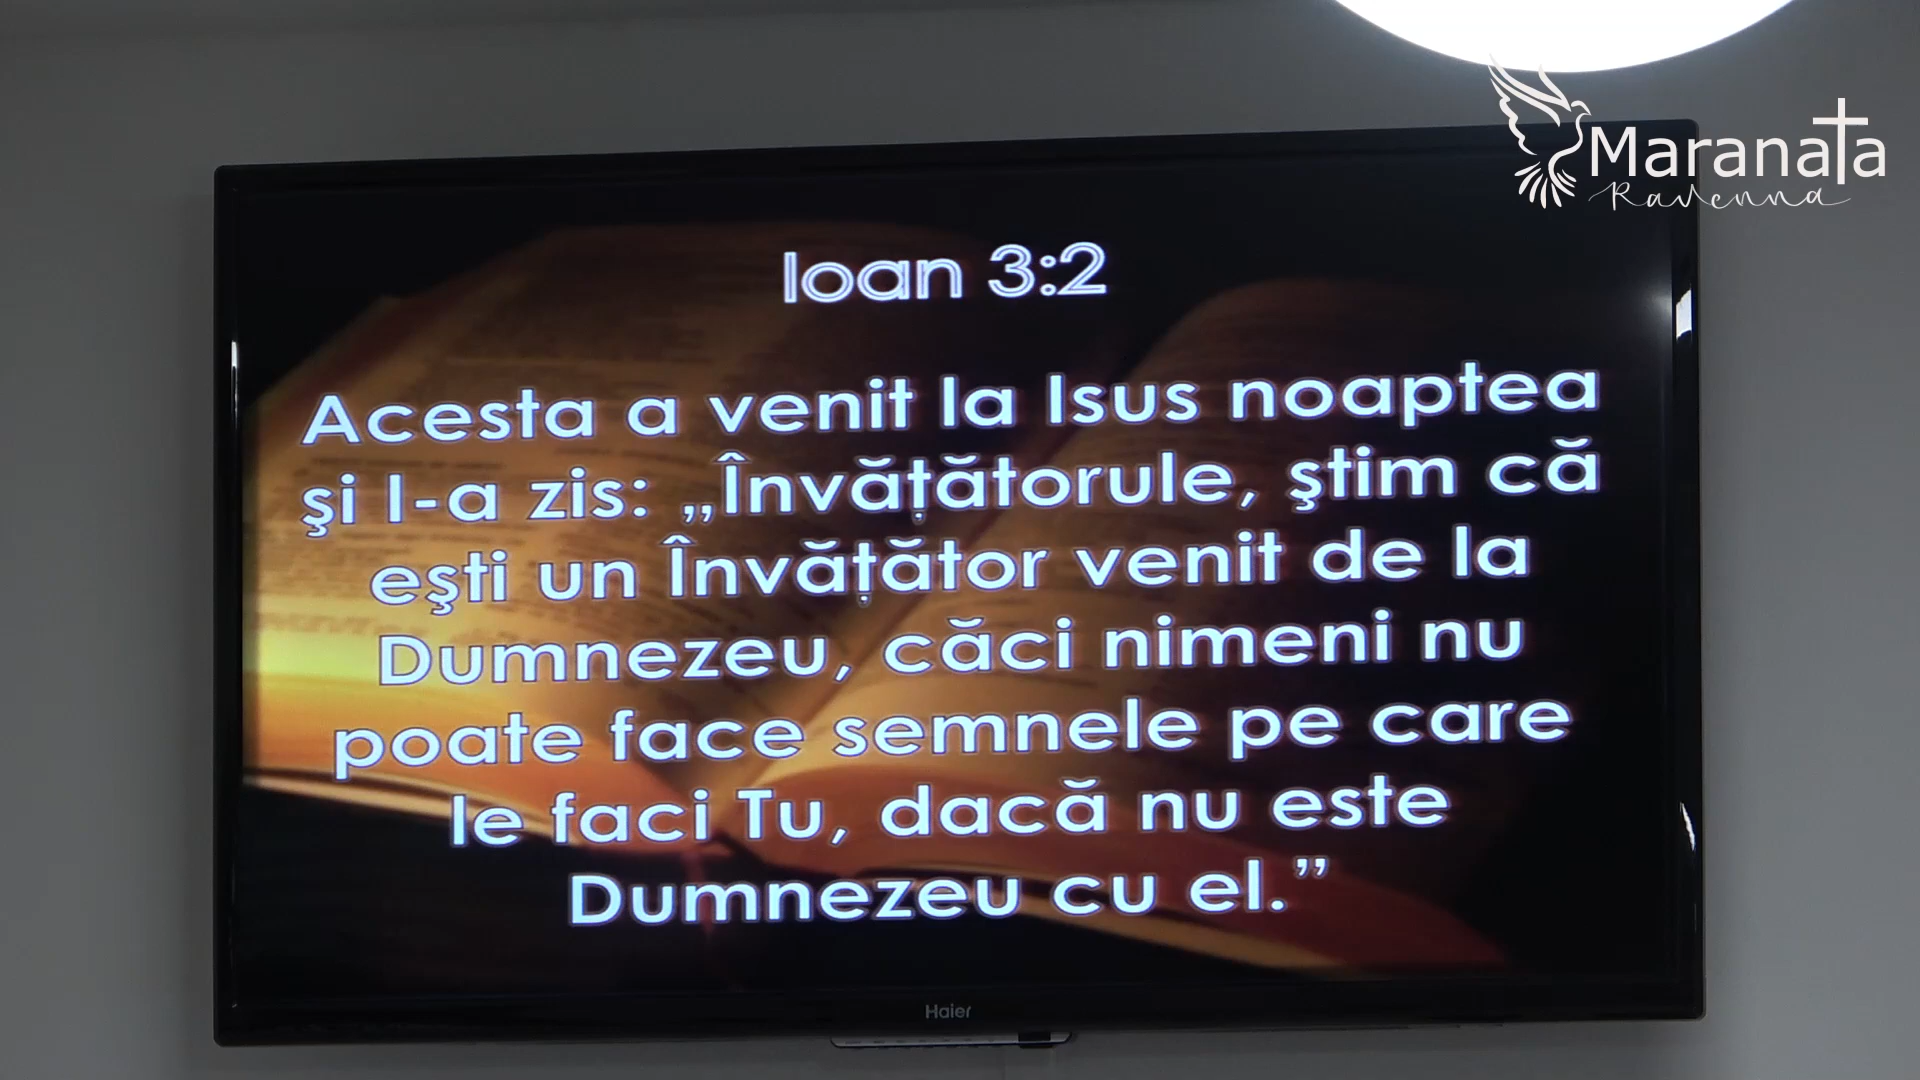 Maranata
Ravenna
Ioan 3:2
Acesta a venit la Isus noaptea
şi I-a zis: „Învăţătorule, ştim că
eşti un Învăţător venit de la
Dumnezeu, căci nimeni nu
poate face semnele pe care
le faci Tu, dacă nu este
Dumnezeu cu el.”
Haier